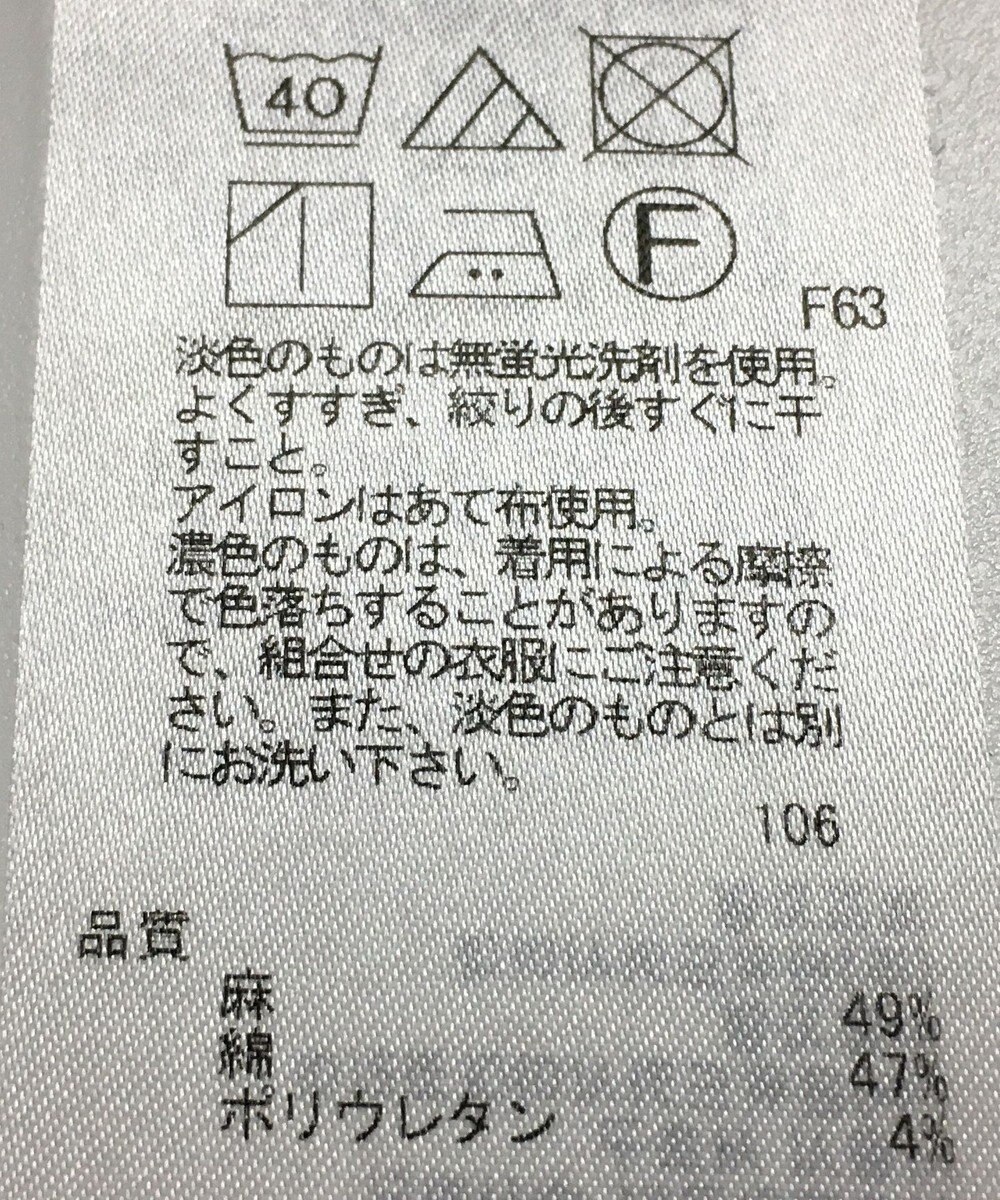 40
F
F63
淡色のものは無蛍光洗剤を使用。
よくすすぎ、絞りの後すぐに干
すこと。
アイロンはあて布使用。
濃色のものは、着用による摩擦
で色落ちすることがありますの
で、組合せの衣服にご注意くだ
さい。また、淡色のものとは別
にお洗い下さい。
106
品質
麻 49%
綿 47%
ポリウレタン 4%